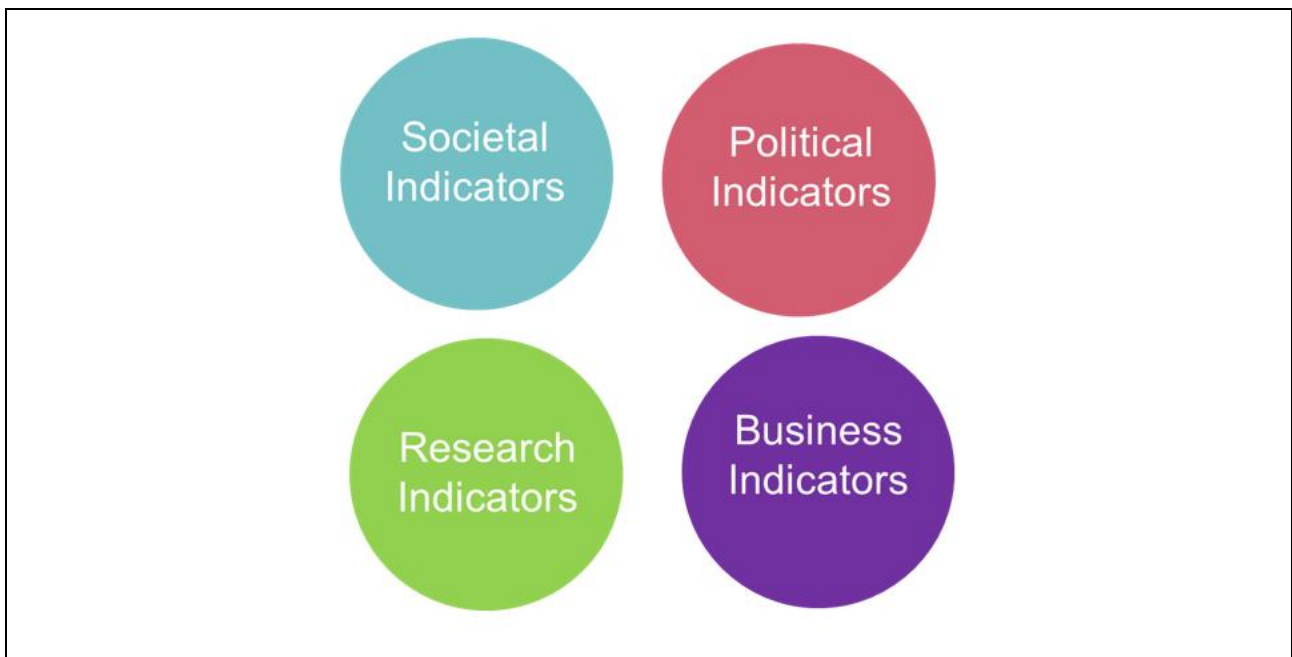 Societal
Indicators
Political
Indicators
Research
Indicators
Business
Indicators